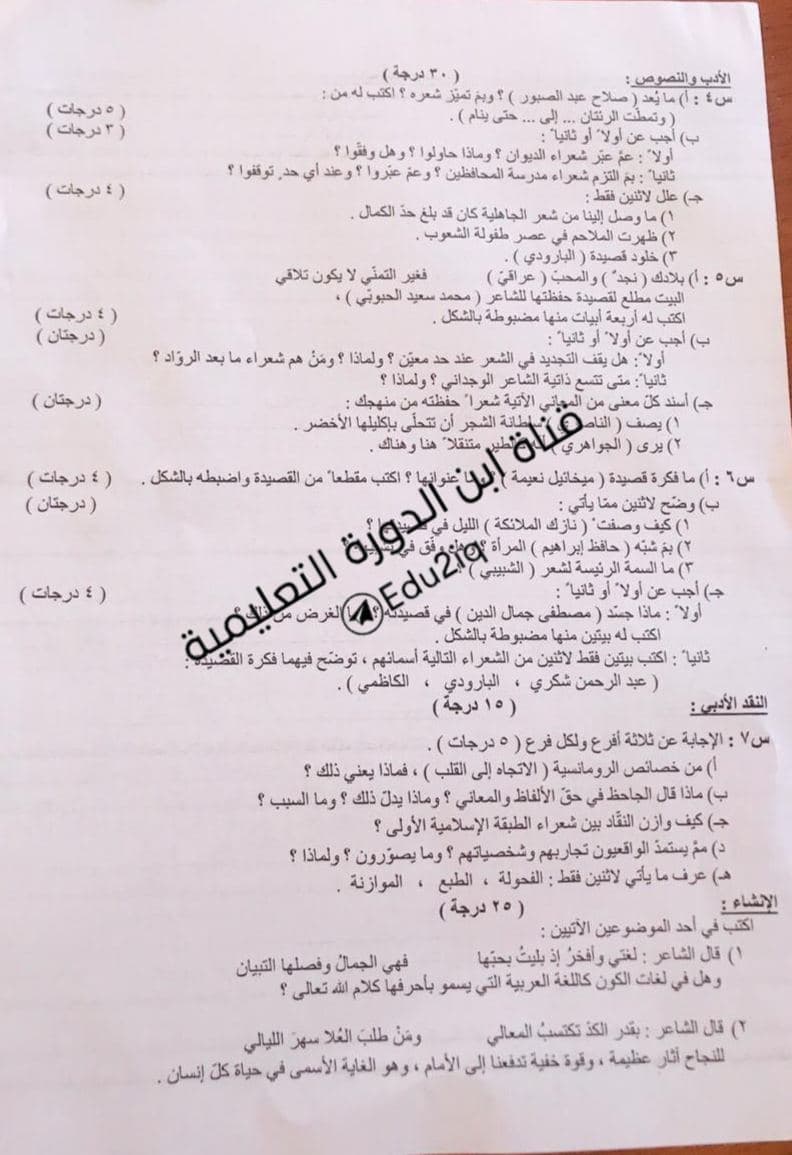 الأدب والنصوص : ( ٣٠ درجة )
س٤ : أ) ما يُعد ( صلاح عبد الصبور ) ؟ وبمَ تميّز شعره ؟ اكتب له من :
( وتمطّت الرئتان ... إلى ... حتى ينام ) . ( ٥ درجات )
ب) أجب عن أولاً أو ثانياً : ( ٣ درجات )
أولاً : عمَّ عبّر شعراء الديوان ؟ وماذا حاولوا ؟ وهل وفقوا ؟
ثانياً : بمَ التزم شعراء مدرسة المحافظين ؟ وعمّ عبّروا ؟ وعند أي حد توقفوا ؟
جـ) علل لاثنين فقط : ( ٤ درجات )
١) ما وصل إلينا من شعر الجاهلية كان قد بلغ حدّ الكمال .
٢) ظهرت الملاحم في عصر طفولة الشعوب .
٣) خلود قصيدة ( البارودي ) .
س٥ : أ) بلادك ( نجدٌ ) والمحبّ ( عراقيّ ) فغير التمنّي لا يكون تلاقي
البيت مطلع لقصيدة حفظتها للشاعر ( محمد سعيد الحبوبي ) ،
اكتب له أربعة أبيات منها مضبوطة بالشكل . ( ٤ درجات )
ب) أجب عن أولاً أو ثانياً : ( درجتان )
أولاً : هل يقف التجديد في الشعر عند حد معيّن ؟ ولماذا ؟ ومَنْ هم شعراء ما بعد الروّاد ؟
ثانياً : متى تتسع ذاتية الشاعر الوجداني ؟ ولماذا ؟
جـ) أسند كلّ معنى من المعاني الآتية شعراً حفظته من منهجك : ( درجتان )
١) يصف ( الناصري ) سلطانة الشجر أن تتحلّى بإكليلها الأخضر .
٢) يرى ( الجواهري ) الطير متنقلاً هنا وهناك .
س٦ : أ) ما فكرة قصيدة ( ميخائيل نعيمة ) عنوانها ؟ اكتب مقطعاً من القصيدة واضبطه بالشكل . ( ٤ درجات )
ب) وضّح لاثنين ممّا يأتي : ( درجتان )
١) كيف وصفت ( نازك الملائكة ) الليل في ؟
٢) بمَ شبّه ( حافظ إبراهيم ) المرأة ؟ وهل وفّق في
٣) ما السمة الرئيسة لشعر ( الشبيبي ) ؟
جـ) أجب عن أولاً أو ثانياً : ( ٤ درجات )
أولاً : ماذا جسّد ( مصطفى جمال الدين ) في قصيدته ؟ وما الغرض من ذلك ؟
اكتب له بيتين منها مضبوطة بالشكل .
ثانياً : اكتب بيتين فقط لاثنين من الشعراء التالية أسمائهم ، توضّح فيهما فكرة القصيدة :
( عبد الرحمن شكري ، البارودي ، الكاظمي ) .
النقد الأدبي : ( ١٥ درجة )
س٧ : الإجابة عن ثلاثة أفرع ولكل فرع ( ٥ درجات ) .
أ) من خصائص الرومانسية ( الاتجاه إلى القلب ) ، فماذا يعني ذلك ؟
ب) ماذا قال الجاحظ في حقّ الألفاظ والمعاني ؟ وماذا يدلّ ذلك ؟ وما السبب ؟
جـ) كيف وازن النقّاد بين شعراء الطبقة الإسلامية الأولى ؟
د) ممَّ يستمدّ الواقعيون تجاربهم وشخصياتهم ؟ وما يصوّرون ؟ ولماذا ؟
هـ) عرف ما يأتي لاثنين فقط : الفحولة ، الطبع ، الموازنة .
الإنشاء : ( ٢٥ درجة )
اكتب في أحد الموضوعين الآتيين :
١) قال الشاعر : لغتي وأفخرُ إذ بليتُ بحبّها فهي الجمالُ وفصلها التبيان
وهل في لغات الكون كاللغة العربية التي يسمو بأحرفها كلام الله تعالى ؟
٢) قال الشاعر : بقدر الكدّ تكتسبُ المعالي ومَنْ طلبَ العُلا سهرَ الليالي
للنجاح آثار عظيمة ، وقوة خفية تدفعنا إلى الأمام ، وهو الغاية الأسمى في حياة كلّ إنسان .
قناة ابن الدورة التعليمية
Edu2iq